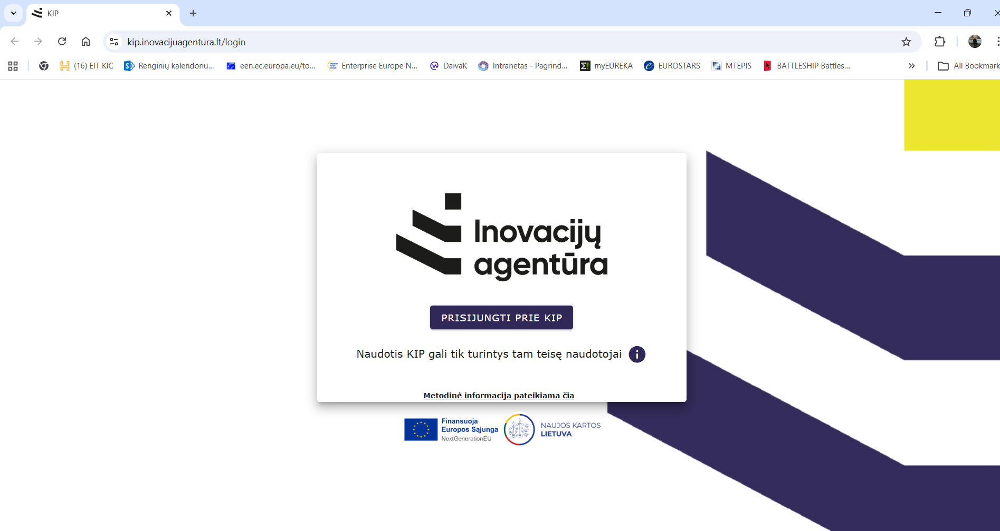 KIP
kip.inovacijuagentura.lt/login
(16) EIT KIC
Renginių kalendoriu...
een.ec.europa.eu/to...
Enterprise Europe N...
DaivaK
Intranetas - Pagrind...
myEUREKA
EUROSTARS
MTEPIS
BATTLESHIP Battles...
All Bookmark
Inovacijų
agentūra
PRISIJUNGTI PRIE KIP
Naudotis KIP gali tik turintys tam teisę naudotojai
Metodinė informacija pateikiama čia
Finansuoja
Europos Sąjunga
NextGenerationEU
NAUJOS KARTOS
LIETUVA